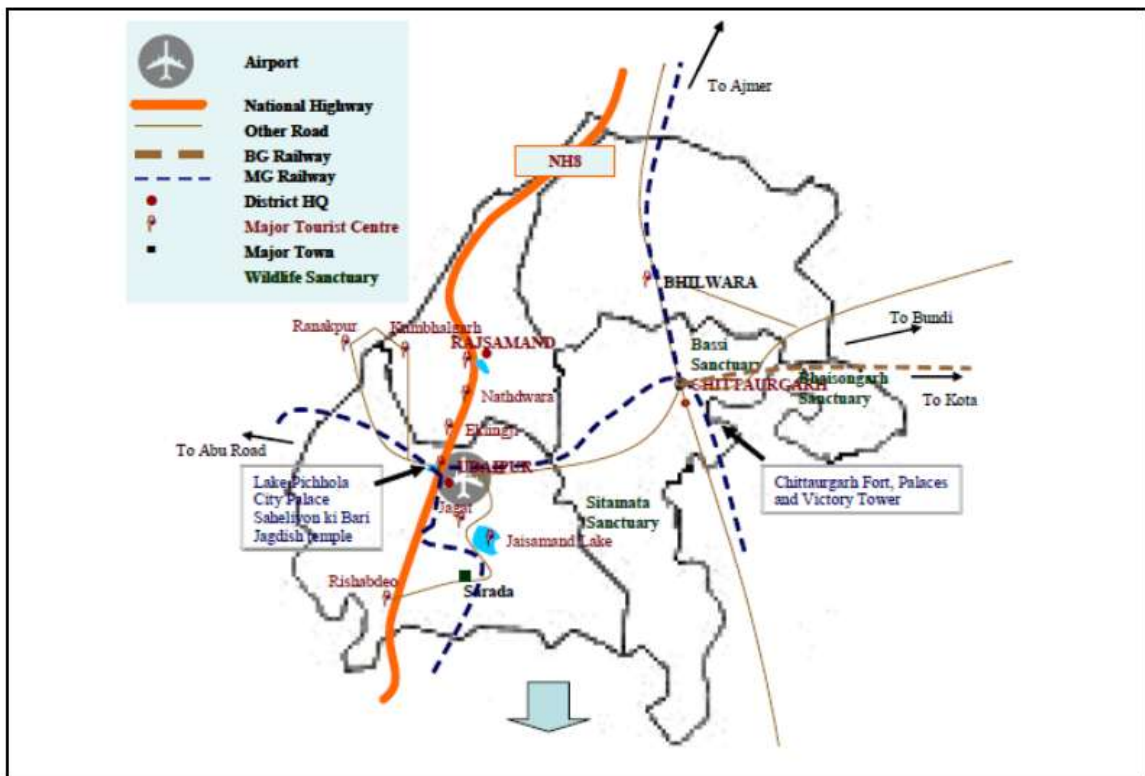 Airport
National Highway
Other Road
BG Railway
MG Railway
District HQ
Major Tourist Centre
Major Town
Wildlife Sanctuary
To Ajmer
NH8
BHILWARA
To Bundi
Ranakpur
Kumbhalgarh
RAJSAMAND
Bassi
Sanctuary
Bhaisongarh
Sanctuary
CHITTAURGARH
To Kota
Nathdwara
Eklingji
To Abu Road
UDAIPUR
Lake Pichhola
City Palace
Saheliyon ki Bari
Jagdish temple
Chittaurgarh Fort, Palaces
and Victory Tower
Jagat
Sitamata
Sanctuary
Jaisamand Lake
Rishabdeo
Sarada